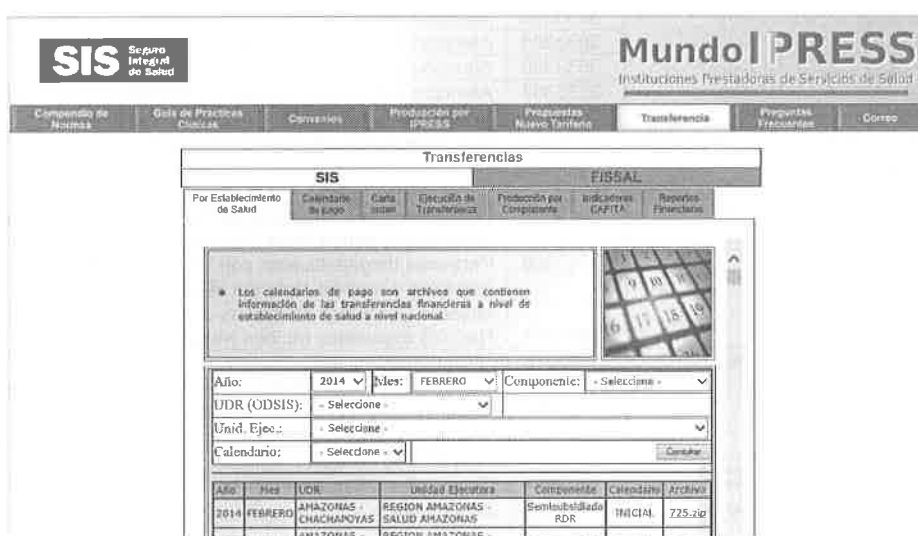 SIS Seguro Integral de Salud
Mundo IPRESS
Instituciones Prestadoras de Servicios de Salud
Compendio de Normas
Guía de Prácticas Clínicas
Convenios
Producción por IPRESS
Propuestas Nuevo Tarifario
Transferencia
Preguntas Frecuentes
Correo
Transferencias
SIS
FISSAL
Por Establecimiento de Salud
Calendario de pago
Carta orden
Ejecución de Transferencia
Producción por Componente
Indicadores CAPITA
Reportes Financieros
Los calendarios de pago son archivos que contienen
información de las transferencias financieras a nivel de
establecimiento de salud a nivel nacional.
Año: 2014 Mes: FEBRERO Componente: - Seleccione -
UDR (ODSIS): - Seleccione -
Unid. Ejec.: - Seleccione -
Calendario: - Seleccione - Consultar
Año Mes UDR Unidad Ejecutora Componente Calendario Archivo
2014 FEBRERO AMAZONAS - CHACHAPOYAS REGION AMAZONAS - SALUD AMAZONAS Semisubsidiado RDR INICIAL 725.zip
AMAZONAS - REGION AMAZONAS -